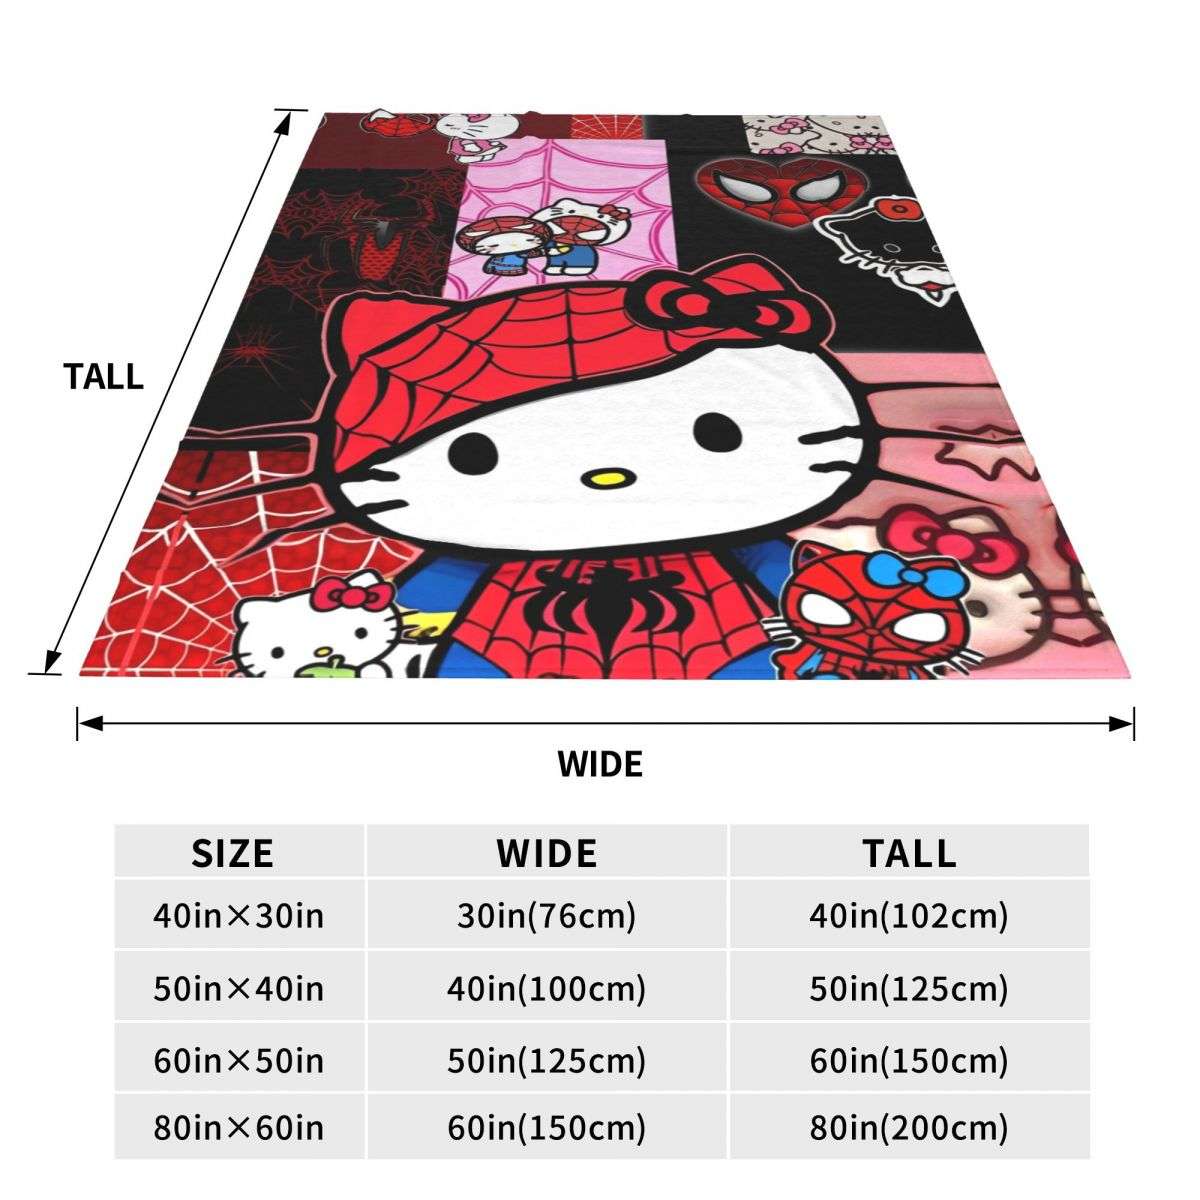 TALL
WIDE
SIZE WIDE TALL
40in×30in 30in(76cm) 40in(102cm)
50in×40in 40in(100cm) 50in(125cm)
60in×50in 50in(125cm) 60in(150cm)
80in×60in 60in(150cm) 80in(200cm)